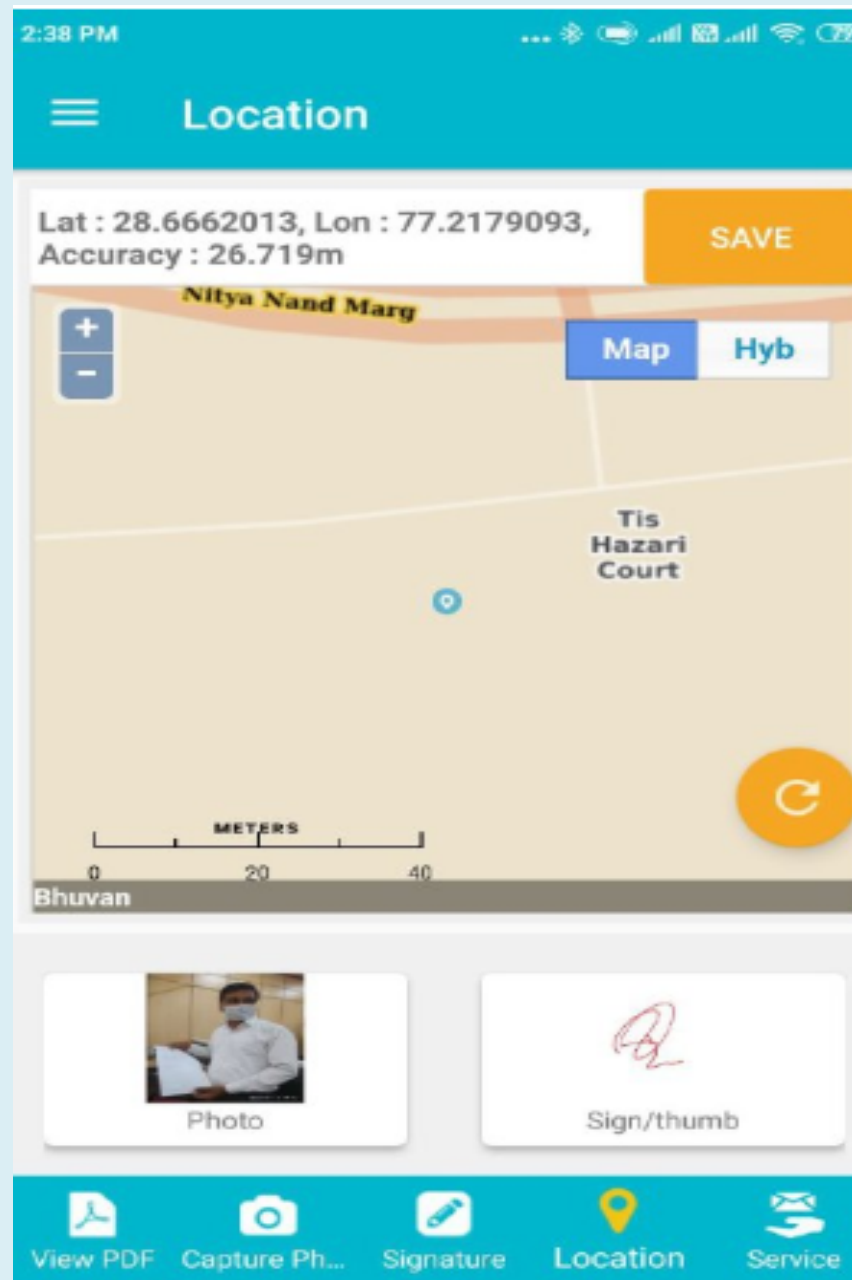 2:38 PM
Location
Lat : 28.6662013, Lon : 77.2179093,
Accuracy : 26.719m
SAVE
Nitya Nand Marg
+
-
Map
Hyb
Tis
Hazari
Court
METERS
0 20 40
Bhuvan
Photo
Sign/thumb
View PDF
Capture Ph...
Signature
Location
Service